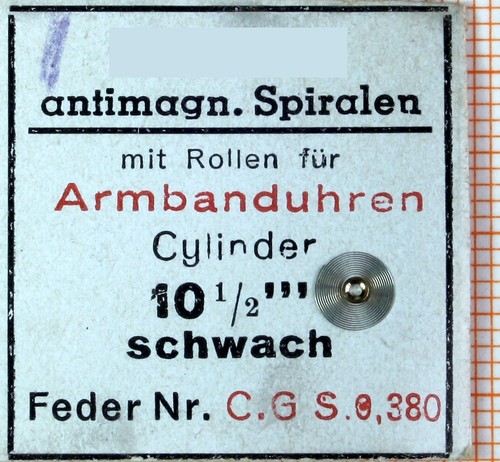 antimagn. Spiralen
mit Rollen für
Armbanduhren
Cylinder
10 1/2'''
schwach
Feder Nr. C.G S.0,380